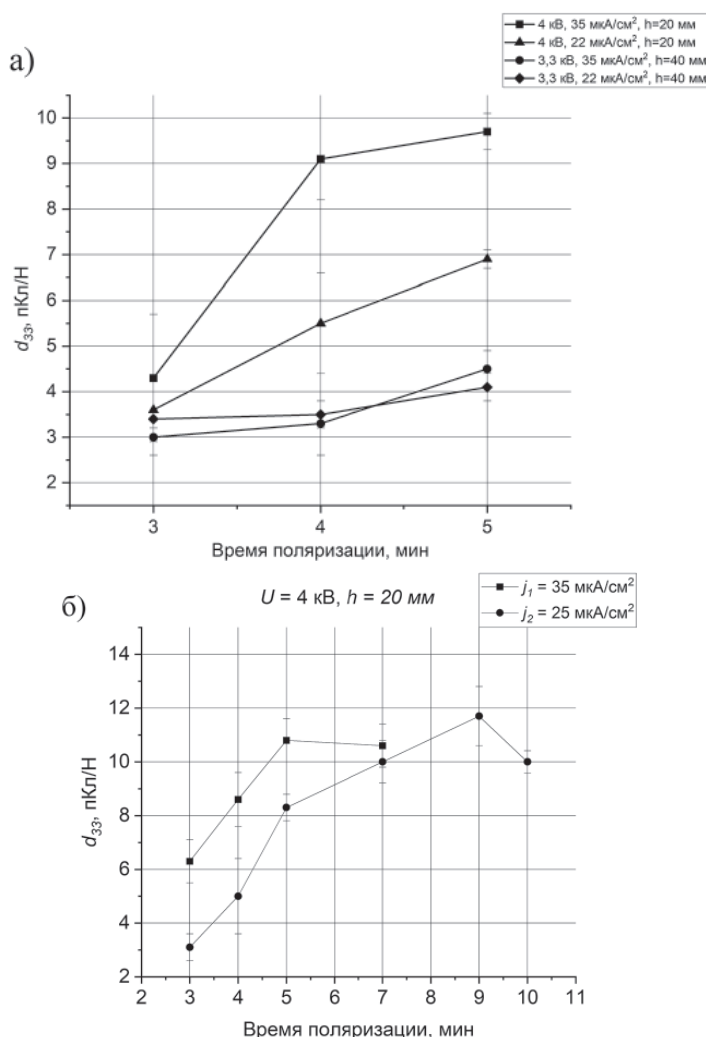 4 кВ, 35 мкА/см², h=20 мм
4 кВ, 22 мкА/см², h=20 мм
3,3 кВ, 35 мкА/см², h=40 мм
3,3 кВ, 22 мкА/см², h=40 мм
а)
10
9
8
7
6
5
4
3
2
d33, пКл/Н
3 4 5
Время поляризации, мин
б)
U = 4 кВ, h = 20 мм
j1 = 35 мкА/см²
j2 = 25 мкА/см²
14
12
10
8
6
4
2
d33, пКл/Н
2 3 4 5 6 7 8 9 10 11
Время поляризации, мин